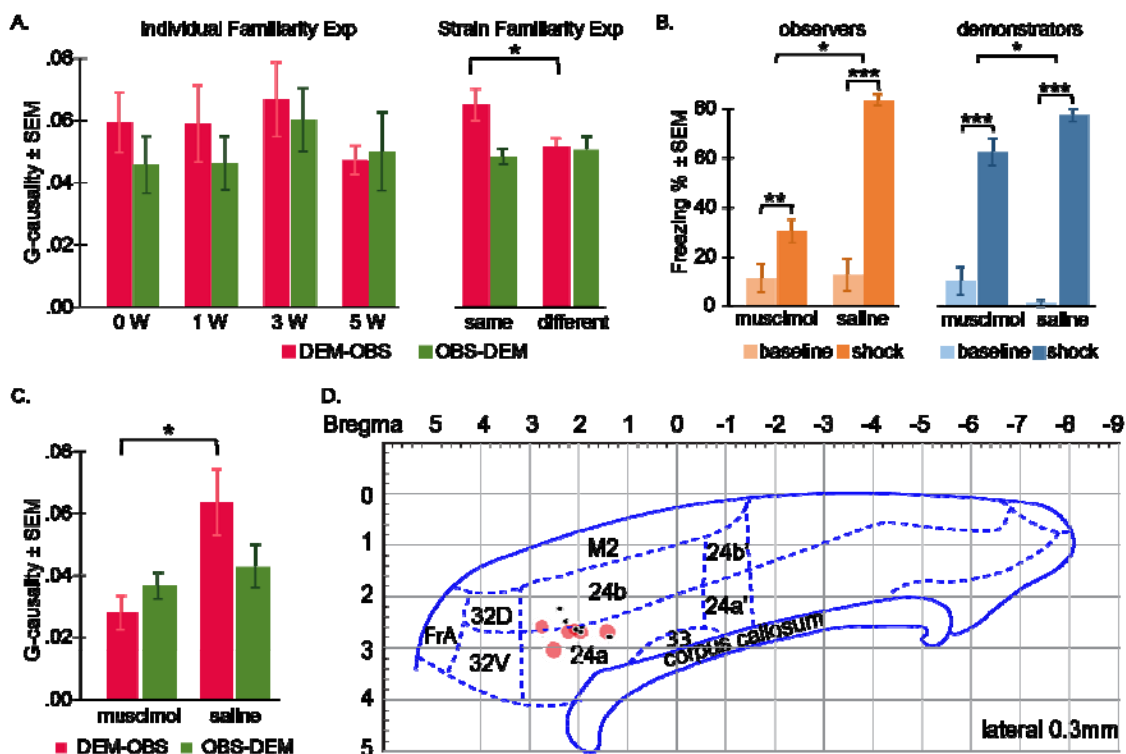 A.
Individual Familiarity Exp
Strain Familiarity Exp
G-causality ± SEM
.08
.06
.04
.02
.00
*
0 W 1 W 3 W 5 W
same different
DEM-OBS OBS-DEM
B.
observers demonstrators
Freezing % ± SEM
80
60
40
20
0
* *
** *** *** ***
muscimol saline muscimol saline
baseline shock baseline shock
C.
G-causality ± SEM
.08
.06
.04
.02
.00
*
muscimol saline
DEM-OBS OBS-DEM
D.
Bregma 5 4 3 2 1 0 -1 -2 -3 -4 -5 -6 -7 -8 -9
0
1
2
3
4
5
M2
24b'
24b
24a'
32D
FrA
33
32V
24a
corpus callosum
lateral 0.3mm